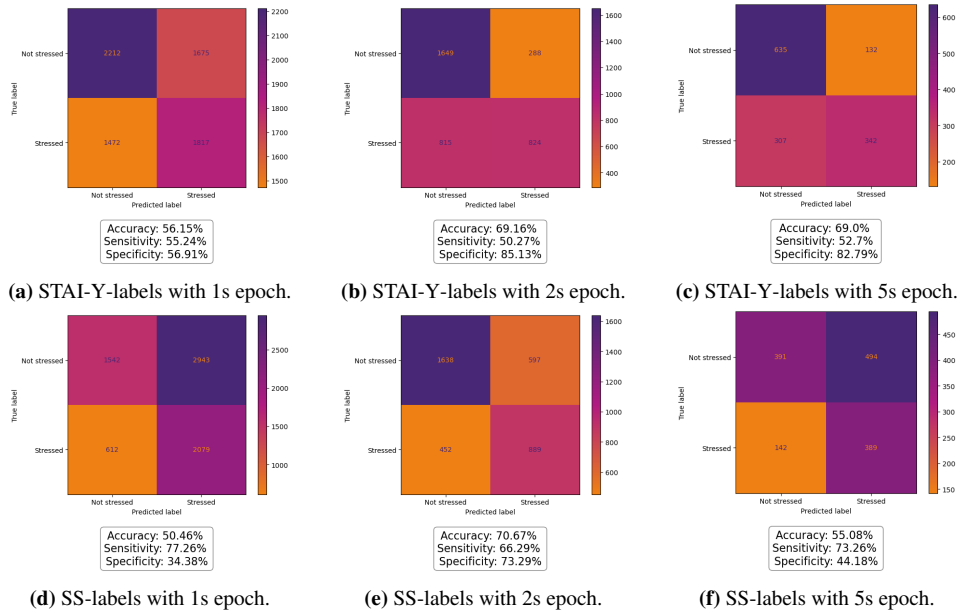 2200
2100
2000
1900
1800
1700
1600
1500
Not stressed
2212
1675
True label
Stressed
1472
1817
Not stressed
Stressed
Predicted label
Accuracy: 56.15%
Sensitivity: 55.24%
Specificity: 56.91%
(a) STAI-Y-labels with 1s epoch.
1600
1400
1200
1000
800
600
400
Not stressed
1649
288
True label
Stressed
815
824
Not stressed
Stressed
Predicted label
Accuracy: 69.16%
Sensitivity: 50.27%
Specificity: 85.13%
(b) STAI-Y-labels with 2s epoch.
600
500
400
300
200
Not stressed
635
132
True label
Stressed
307
342
Not stressed
Stressed
Predicted label
Accuracy: 69.0%
Sensitivity: 52.7%
Specificity: 82.79%
(c) STAI-Y-labels with 5s epoch.
2500
2000
1500
1000
Not stressed
1542
2943
True label
Stressed
612
2079
Not stressed
Stressed
Predicted label
Accuracy: 50.46%
Sensitivity: 77.26%
Specificity: 34.38%
(d) SS-labels with 1s epoch.
1600
1400
1200
1000
800
600
Not stressed
1638
597
True label
Stressed
452
889
Not stressed
Stressed
Predicted label
Accuracy: 70.67%
Sensitivity: 66.29%
Specificity: 73.29%
(e) SS-labels with 2s epoch.
450
400
350
300
250
200
150
Not stressed
391
494
True label
Stressed
142
389
Not stressed
Stressed
Predicted label
Accuracy: 55.08%
Sensitivity: 73.26%
Specificity: 44.18%
(f) SS-labels with 5s epoch.